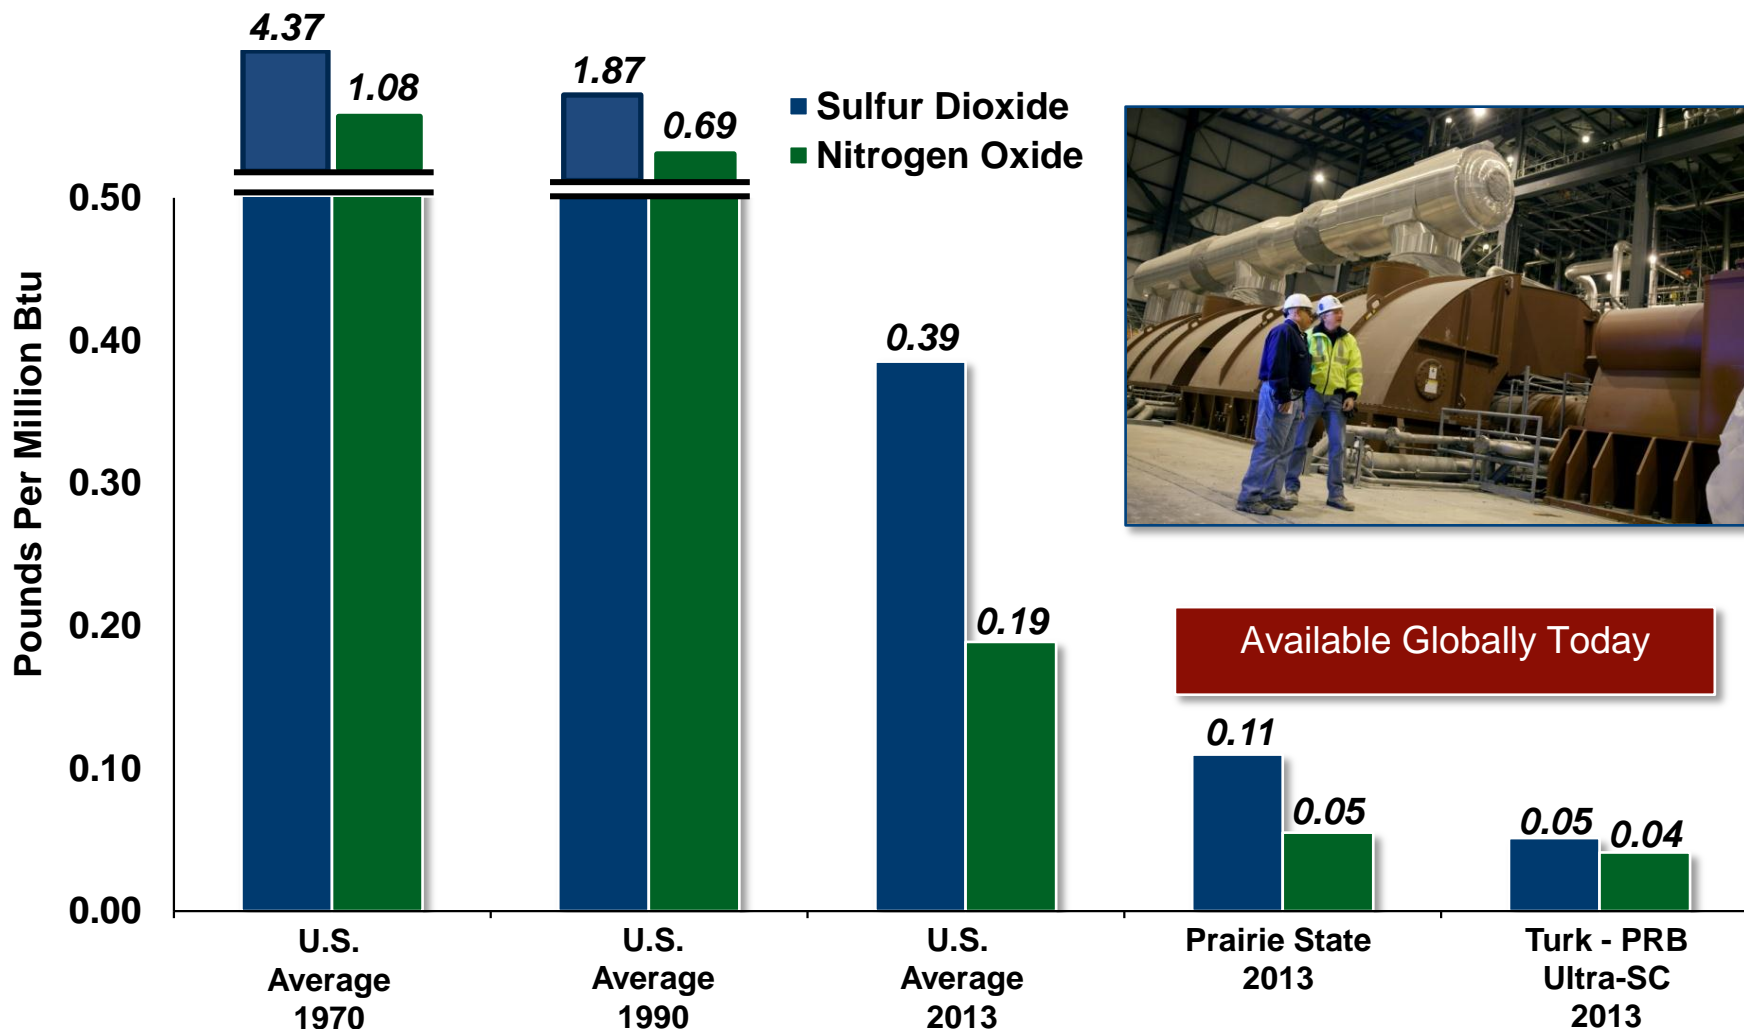 4.37
1.08
1.87
0.69
Sulfur Dioxide
Nitrogen Oxide
Pounds Per Million Btu
0.50
0.40
0.30
0.20
0.10
0.00
0.39
0.19
Available Globally Today
0.11
0.05
0.05
0.04
U.S.
Average
1970
U.S.
Average
1990
U.S.
Average
2013
Prairie State
2013
Turk - PRB
Ultra-SC
2013